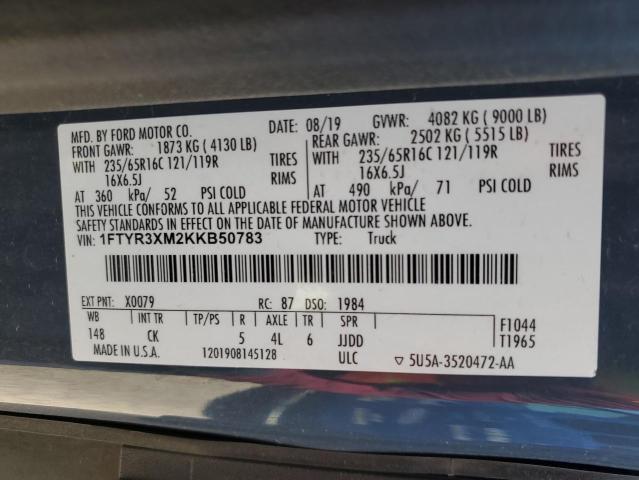 MFD. BY FORD MOTOR CO.
DATE: 08/19 GVWR: 4082 KG ( 9000 LB)
FRONT GAWR: 1873 KG ( 4130 LB)
REAR GAWR: 2502 KG ( 5515 LB)
WITH 235/65R16C 121/119R TIRES
WITH 235/65R16C 121/119R TIRES
16X6.5J RIMS
16X6.5J RIMS
AT 360 kPa/ 52 PSI COLD
AT 490 kPa/ 71 PSI COLD
THIS VEHICLE CONFORMS TO ALL APPLICABLE FEDERAL MOTOR VEHICLE
SAFETY STANDARDS IN EFFECT ON THE DATE OF MANUFACTURE SHOWN ABOVE.
VIN: 1FTYR3XM2KKB50783 TYPE: Truck
EXT PNT: X0079 RC: 87 DSO: 1984
WB INT TR TP/PS R AXLE TR SPR F1044
148 CK 5 4L 6 JJDD T1965
MADE IN U.S.A. 1201908145128 ULC ▽ 5U5A-3520472-AA